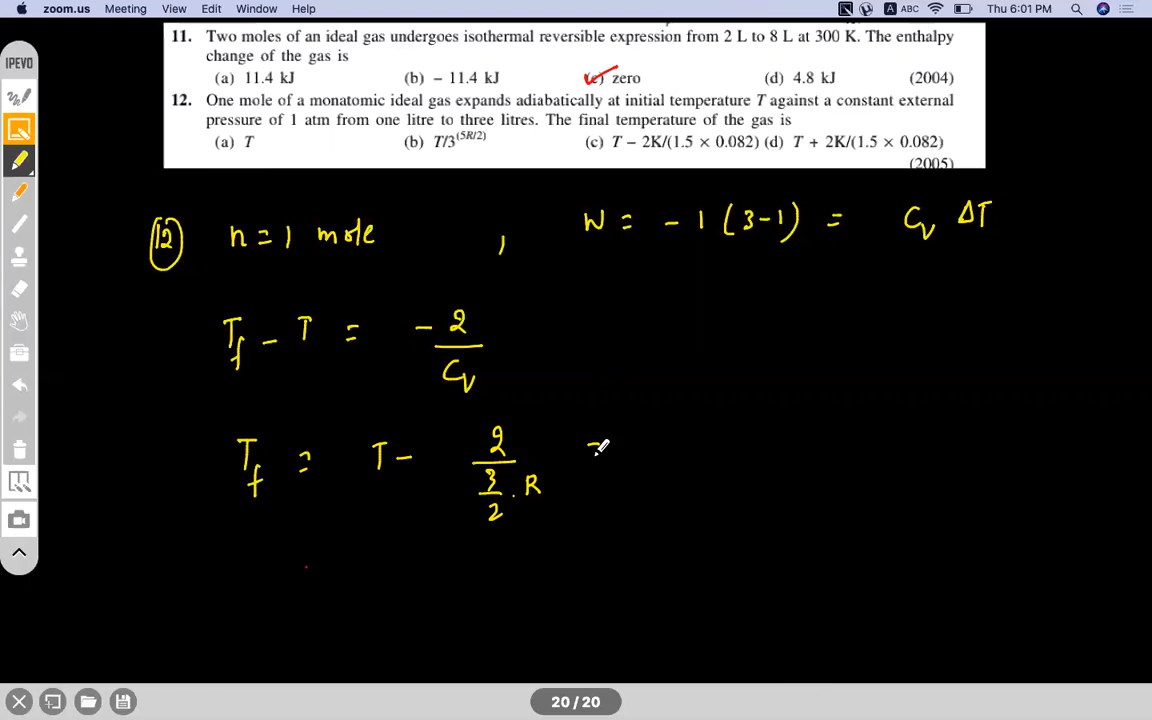 zoom.us Meeting View Edit Window Help ABC Thu 6:01 PM
IPEVO
11. Two moles of an ideal gas undergoes isothermal reversible expression from 2 L to 8 L at 300 K. The enthalpy
change of the gas is
(a) 11.4 kJ (b) − 11.4 kJ (c) zero (d) 4.8 kJ (2004)
12. One mole of a monatomic ideal gas expands adiabatically at initial temperature T against a constant external
pressure of 1 atm from one litre to three litres. The final temperature of the gas is
(a) T (b) T/3^(5R/2) (c) T − 2K/(1.5 × 0.082) (d) T + 2K/(1.5 × 0.082)
(2005)
(12) n = 1 mole , W = − 1 (3−1) = Cv ΔT
Tf − T = − 2/Cv
Tf = T − 2/(3/2 . R) =
20 / 20